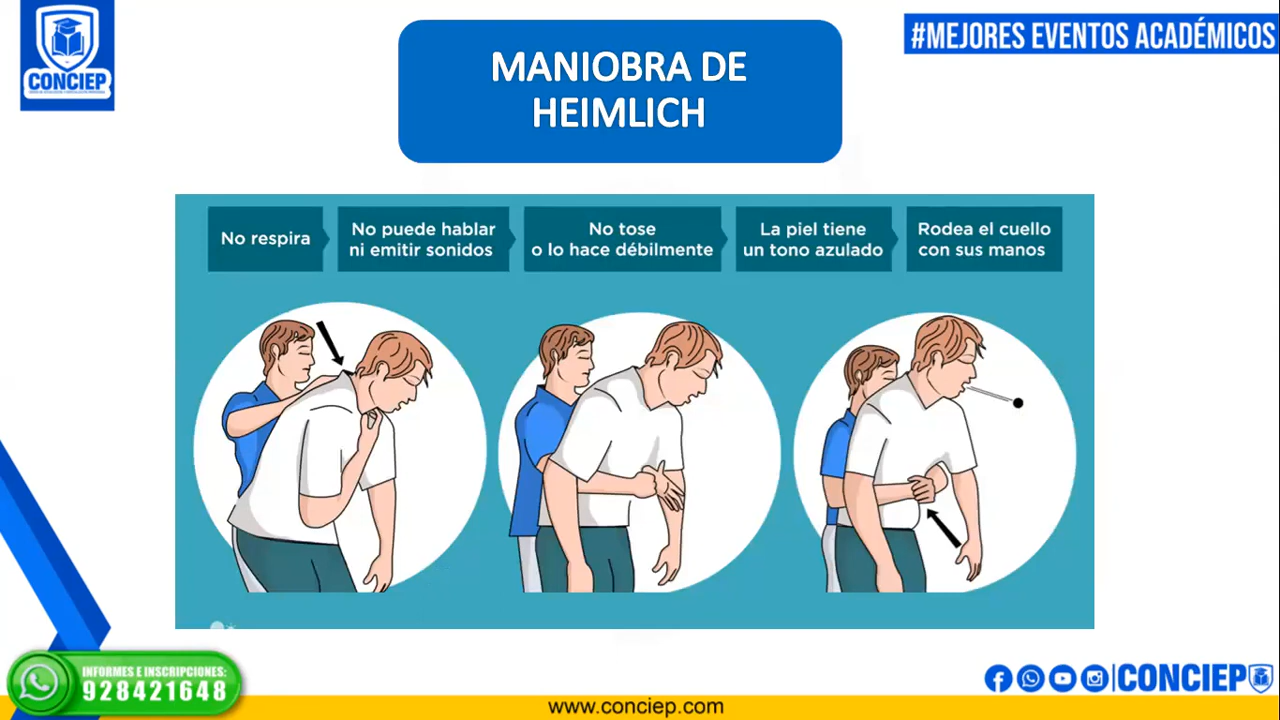 CONCIEP
MANIOBRA DE
HEIMLICH
#MEJORES EVENTOS ACADÉMICOS
No respira
No puede hablar
ni emitir sonidos
No tose
o lo hace débilmente
La piel tiene
un tono azulado
Rodea el cuello
con sus manos
INFORMES E INSCRIPCIONES:
928421648
www.conciep.com
CONCIEP